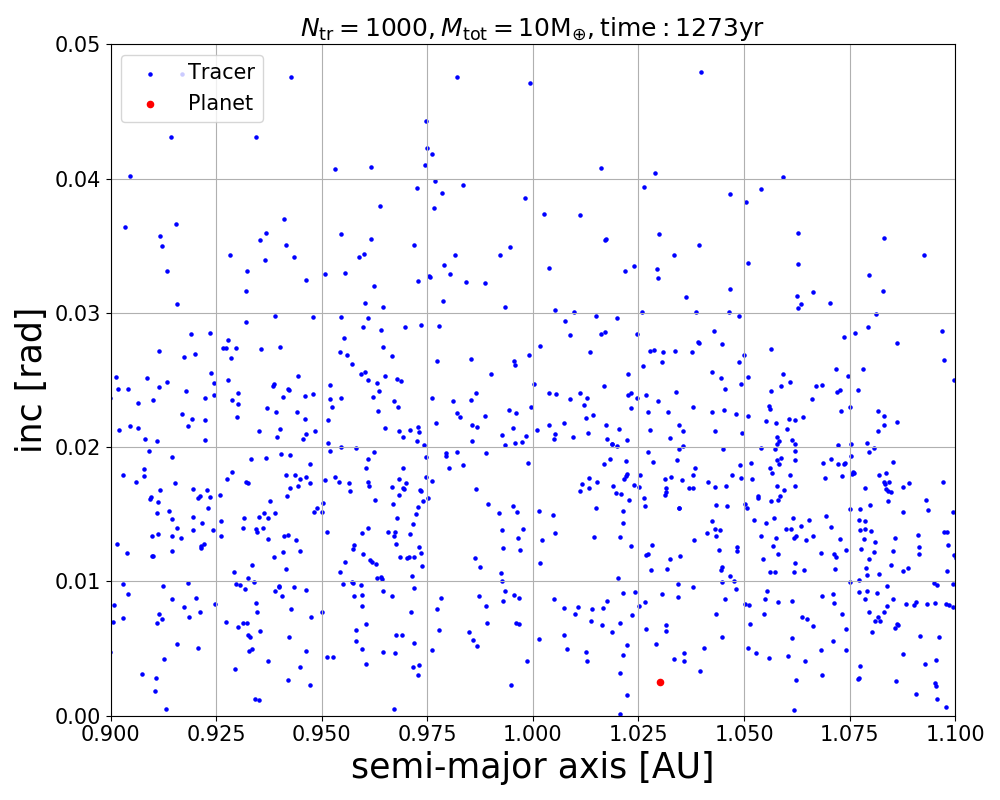 N_tr = 1000, M_tot = 10M_⊕, time : 1273yr
0.05
Tracer
Planet
0.04
0.03
inc [rad]
0.02
0.01
0.00
0.900 0.925 0.950 0.975 1.000 1.025 1.050 1.075 1.100
semi-major axis [AU]